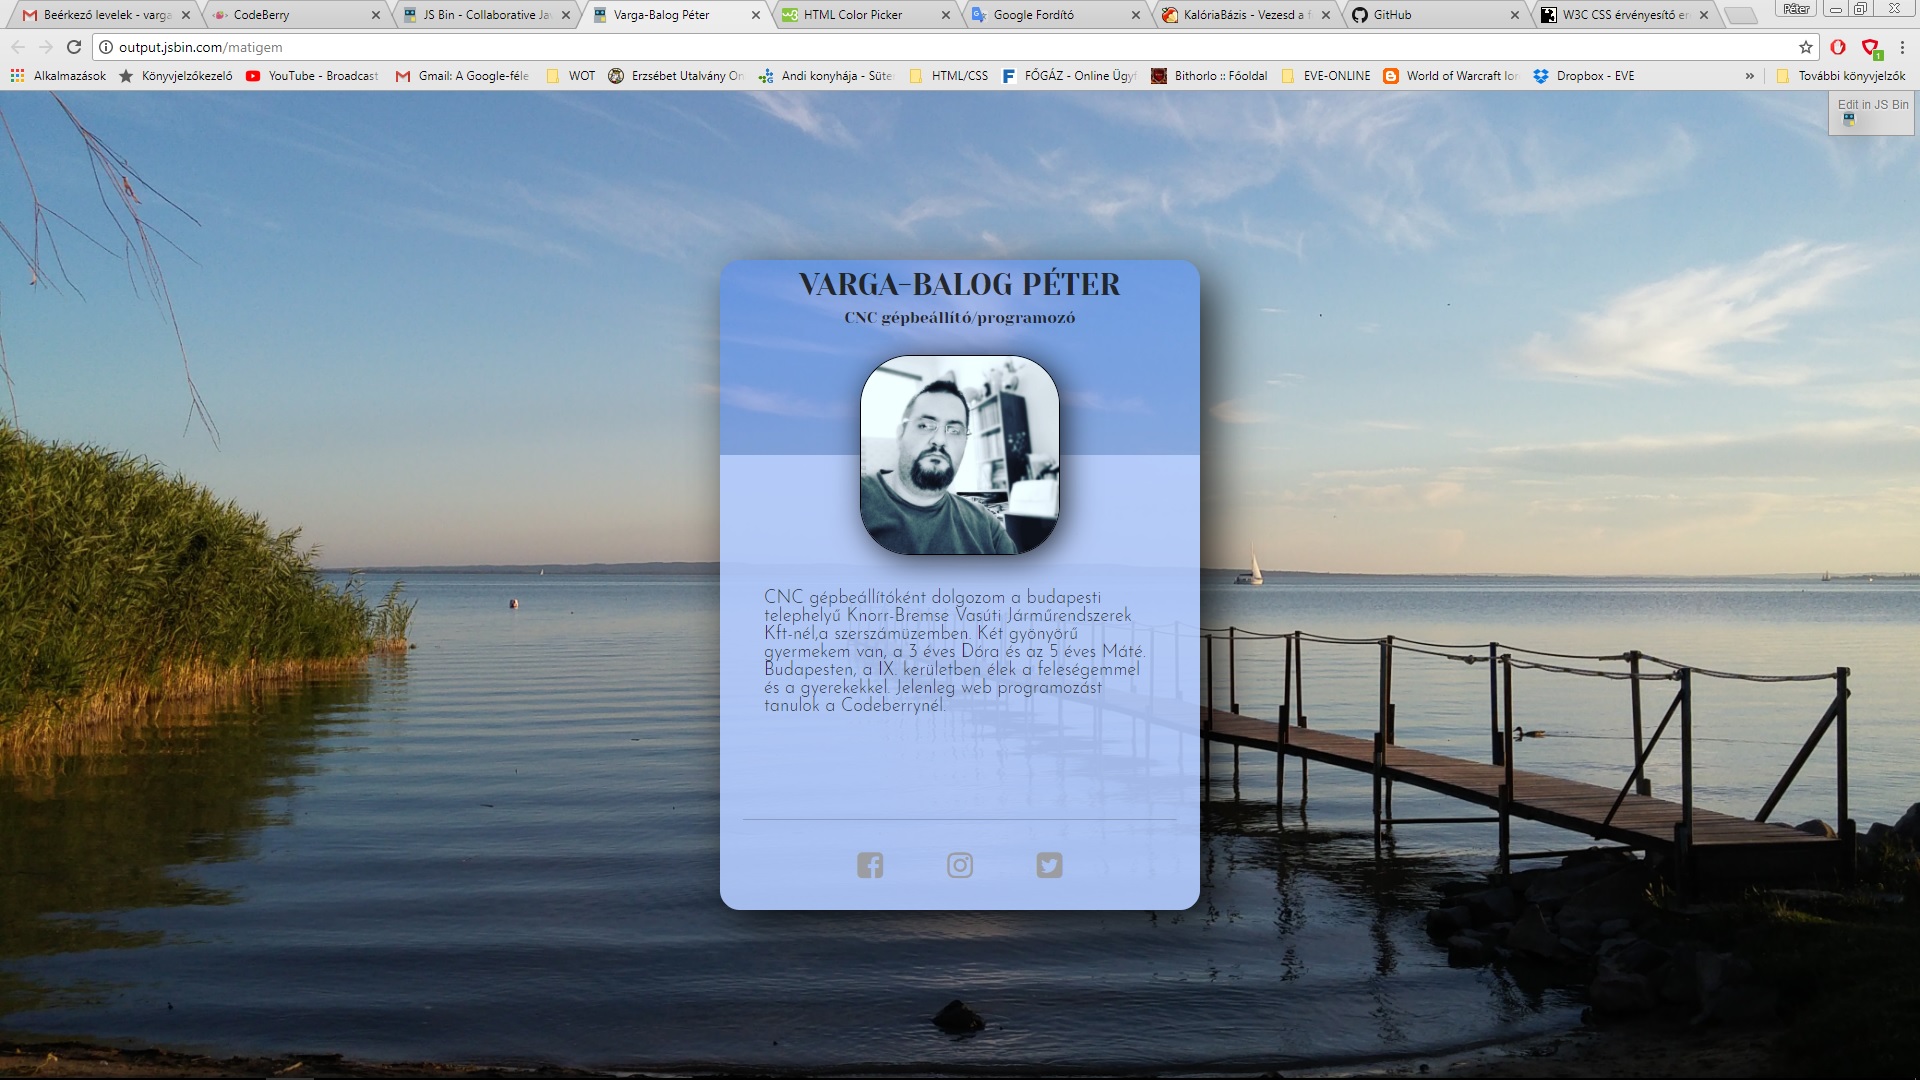 Beérkező levelek - varga
CodeBerry
JS Bin - Collaborative Ja
Varga-Balog Péter
HTML Color Picker
Google Fordító
KalóriaBázis - Vezesd a
GitHub
W3C CSS érvényesítő
Péter
output.jsbin.com/matigem
Alkalmazások
Könyvjelzőkezelő
YouTube - Broadcast
Gmail: A Google-féle
WOT
Erzsébet Utalvány On
Andi konyhája - Süte
HTML/CSS
FŐGÁZ - Online Ügyf
Bithorlo :: Főoldal
EVE-ONLINE
World of Warcraft
Dropbox - EVE
»
További könyvjelzők
Edit in JS Bin
VARGA-BALOG PÉTER
CNC gépbeállító/programozó
CNC gépbeállítóként dolgozom a budapesti
telephelyű Knorr-Bremse Vasúti Járműrendszerek
Kft-nél,a szerszámüzemben. Két gyönyörű
gyermekem van, a 3 éves Dóra és az 5 éves Máté.
Budapesten, a IX. kerületben élek a feleségemmel
és a gyerekekkel. Jelenleg web programozást
tanulok a Codeberrynél.